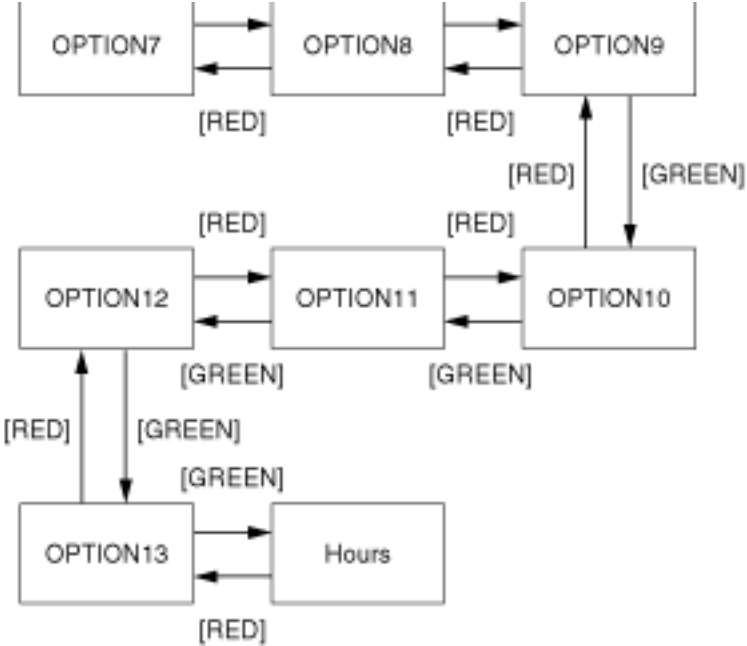 OPTION7 OPTION8 OPTION9
[RED] [RED]
[RED] [GREEN]
[RED] [RED]
OPTION12 OPTION11 OPTION10
[GREEN] [GREEN]
[RED] [GREEN]
[GREEN]
OPTION13 Hours
[RED]